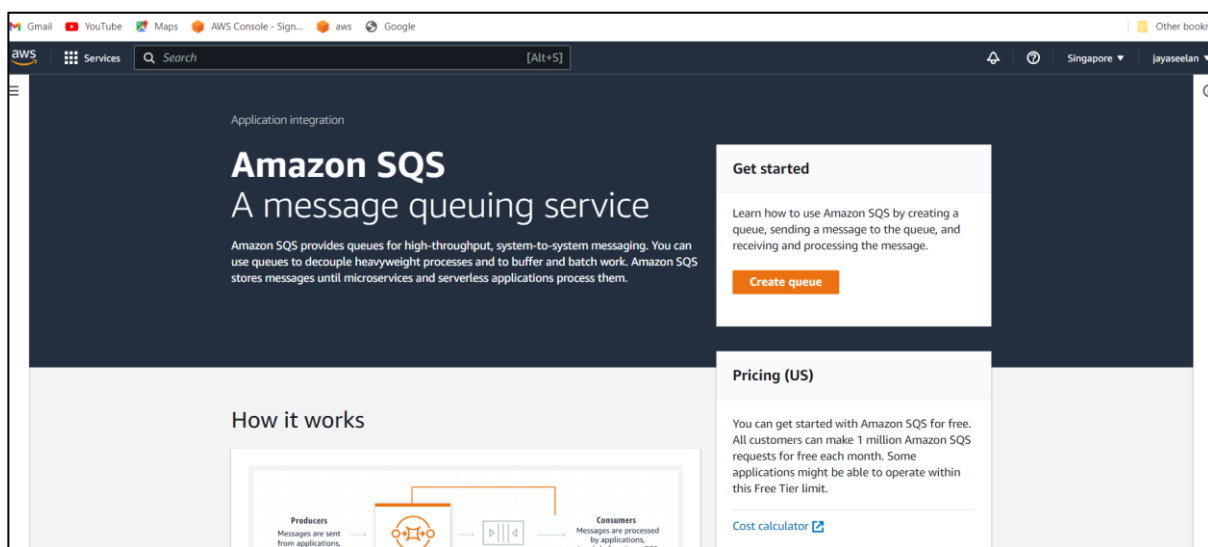 Gmail YouTube Maps AWS Console - Sign... aws Google Other bookr
aws Services Search [Alt+S] Singapore ▼ jayaseelan ▼
Application integration
Amazon SQS
A message queuing service
Amazon SQS provides queues for high-throughput, system-to-system messaging. You can
use queues to decouple heavyweight processes and to buffer and batch work. Amazon SQS
stores messages until microservices and serverless applications process them.
Get started
Learn how to use Amazon SQS by creating a
queue, sending a message to the queue, and
receiving and processing the message.
Create queue
Pricing (US)
You can get started with Amazon SQS for free.
All customers can make 1 million Amazon SQS
requests for free each month. Some
applications might be able to operate within
this Free Tier limit.
Cost calculator
How it works
Producers
Messages are sent
from applications,
Consumers
Messages are processed
by applications,